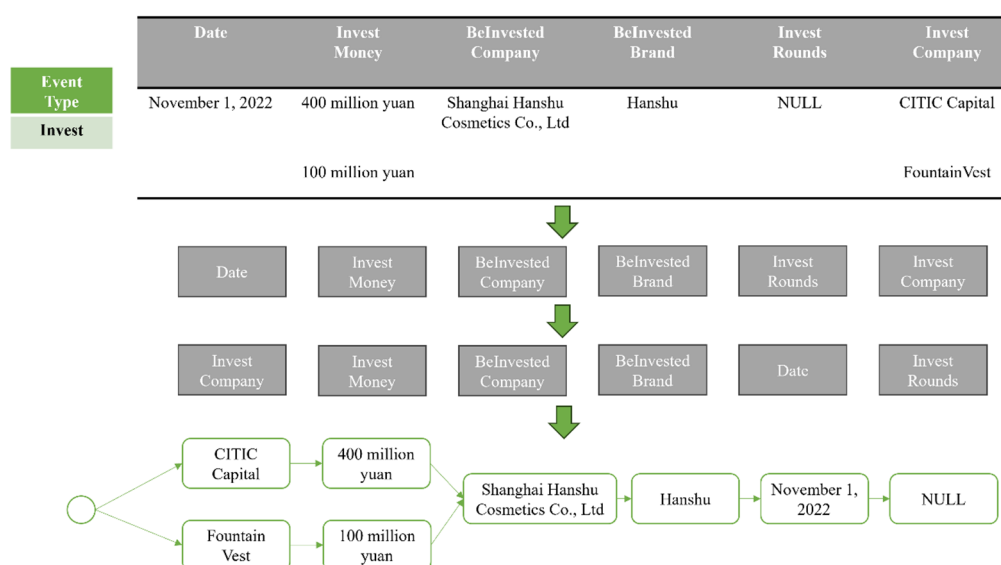 Date Invest BeInvested BeInvested Invest Invest
Money Company Brand Rounds Company
Event
Type
Invest
November 1, 2022 400 million yuan Shanghai Hanshu Hanshu NULL CITIC Capital
Cosmetics Co., Ltd
100 million yuan FountainVest
Date
Invest
Money
BeInvested
Company
BeInvested
Brand
Invest
Rounds
Invest
Company
Invest
Company
Invest
Money
BeInvested
Company
BeInvested
Brand
Date
Invest
Rounds
CITIC
Capital
400 million
yuan
Fountain
Vest
100 million
yuan
Shanghai Hanshu
Cosmetics Co., Ltd
Hanshu
November 1,
2022
NULL